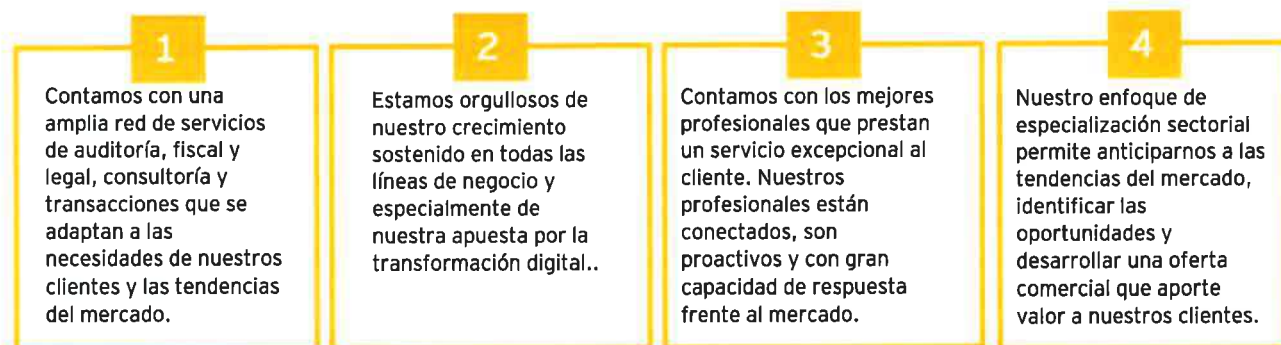 1
Contamos con una
amplia red de servicios
de auditoría, fiscal y
legal, consultoría y
transacciones que se
adaptan a las
necesidades de nuestros
clientes y las tendencias
del mercado.
2
Estamos orgullosos de
nuestro crecimiento
sostenido en todas las
líneas de negocio y
especialmente de
nuestra apuesta por la
transformación digital..
3
Contamos con los mejores
profesionales que prestan
un servicio excepcional al
cliente. Nuestros
profesionales están
conectados, son
proactivos y con gran
capacidad de respuesta
frente al mercado.
4
Nuestro enfoque de
especialización sectorial
permite anticiparnos a las
tendencias del mercado,
identificar las
oportunidades y
desarrollar una oferta
comercial que aporte
valor a nuestros clientes.